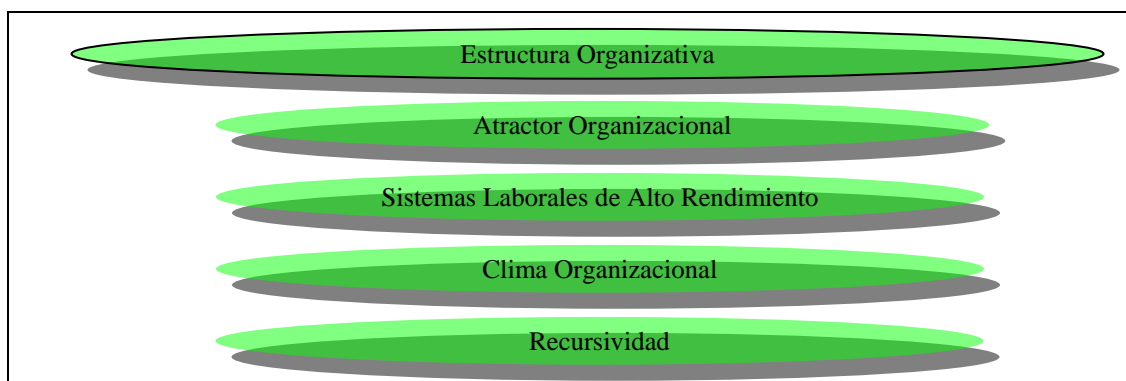 Estructura Organizativa
Atractor Organizacional
Sistemas Laborales de Alto Rendimiento
Clima Organizacional
Recursividad